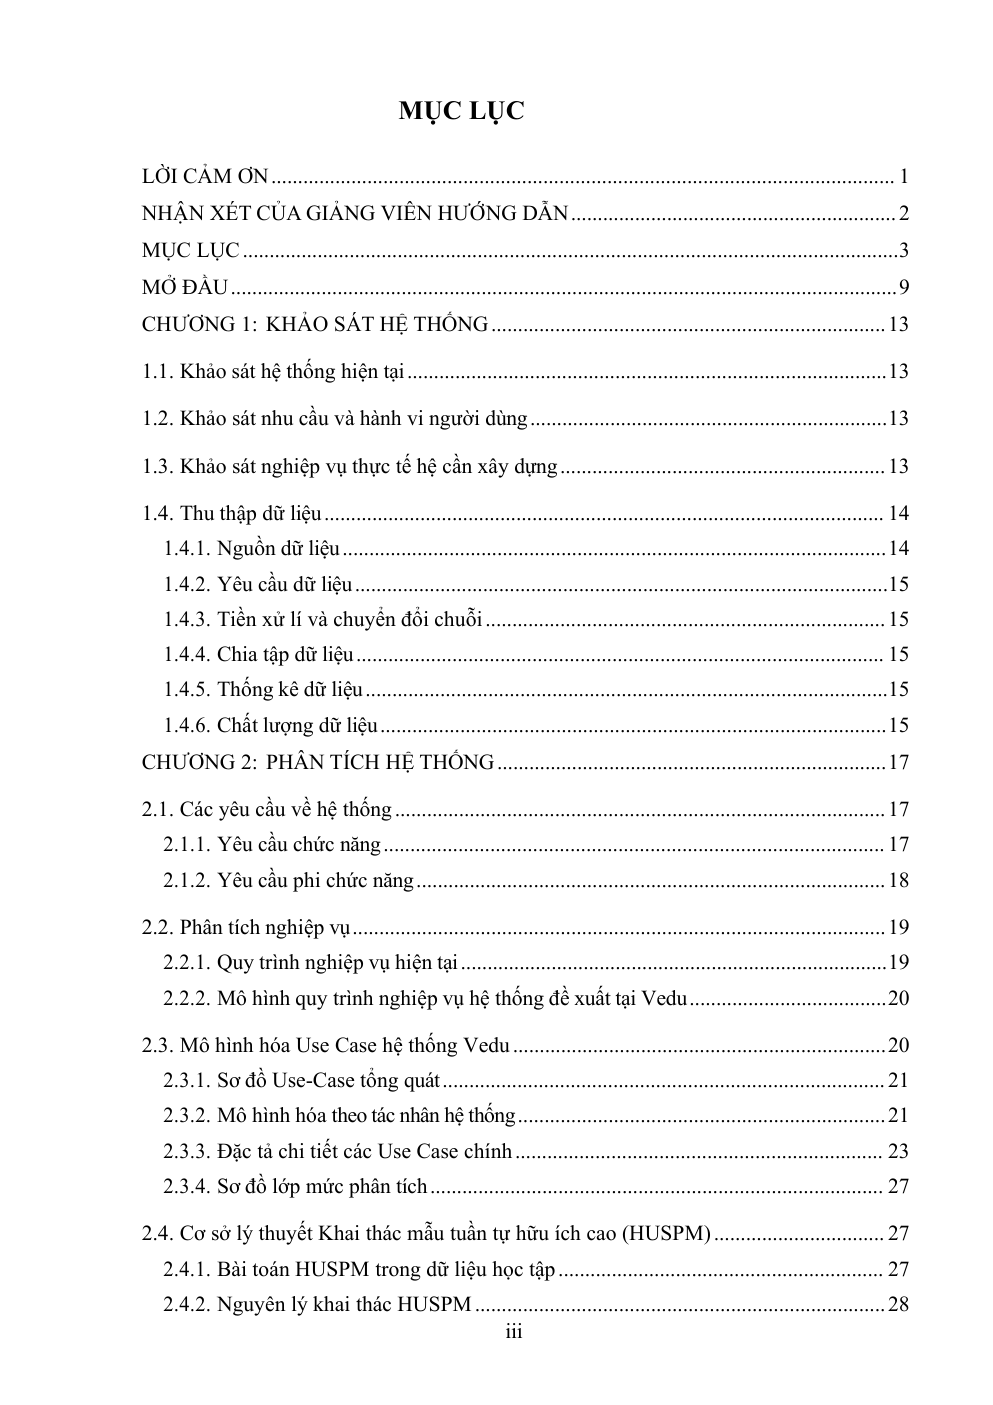 MỤC LỤC
LỜI CẢM ƠN 1
NHẬN XÉT CỦA GIẢNG VIÊN HƯỚNG DẪN 2
MỤC LỤC 3
MỞ ĐẦU 9
CHƯƠNG 1: KHẢO SÁT HỆ THỐNG 13
1.1. Khảo sát hệ thống hiện tại 13
1.2. Khảo sát nhu cầu và hành vi người dùng 13
1.3. Khảo sát nghiệp vụ thực tế hệ cần xây dựng 13
1.4. Thu thập dữ liệu 14
1.4.1. Nguồn dữ liệu 14
1.4.2. Yêu cầu dữ liệu 15
1.4.3. Tiền xử lí và chuyển đổi chuỗi 15
1.4.4. Chia tập dữ liệu 15
1.4.5. Thống kê dữ liệu 15
1.4.6. Chất lượng dữ liệu 15
CHƯƠNG 2: PHÂN TÍCH HỆ THỐNG 17
2.1. Các yêu cầu về hệ thống 17
2.1.1. Yêu cầu chức năng 17
2.1.2. Yêu cầu phi chức năng 18
2.2. Phân tích nghiệp vụ 19
2.2.1. Quy trình nghiệp vụ hiện tại 19
2.2.2. Mô hình quy trình nghiệp vụ hệ thống đề xuất tại Vedu 20
2.3. Mô hình hóa Use Case hệ thống Vedu 20
2.3.1. Sơ đồ Use-Case tổng quát 21
2.3.2. Mô hình hóa theo tác nhân hệ thống 21
2.3.3. Đặc tả chi tiết các Use Case chính 23
2.3.4. Sơ đồ lớp mức phân tích 27
2.4. Cơ sở lý thuyết Khai thác mẫu tuần tự hữu ích cao (HUSPM) 27
2.4.1. Bài toán HUSPM trong dữ liệu học tập 27
2.4.2. Nguyên lý khai thác HUSPM 28
iii